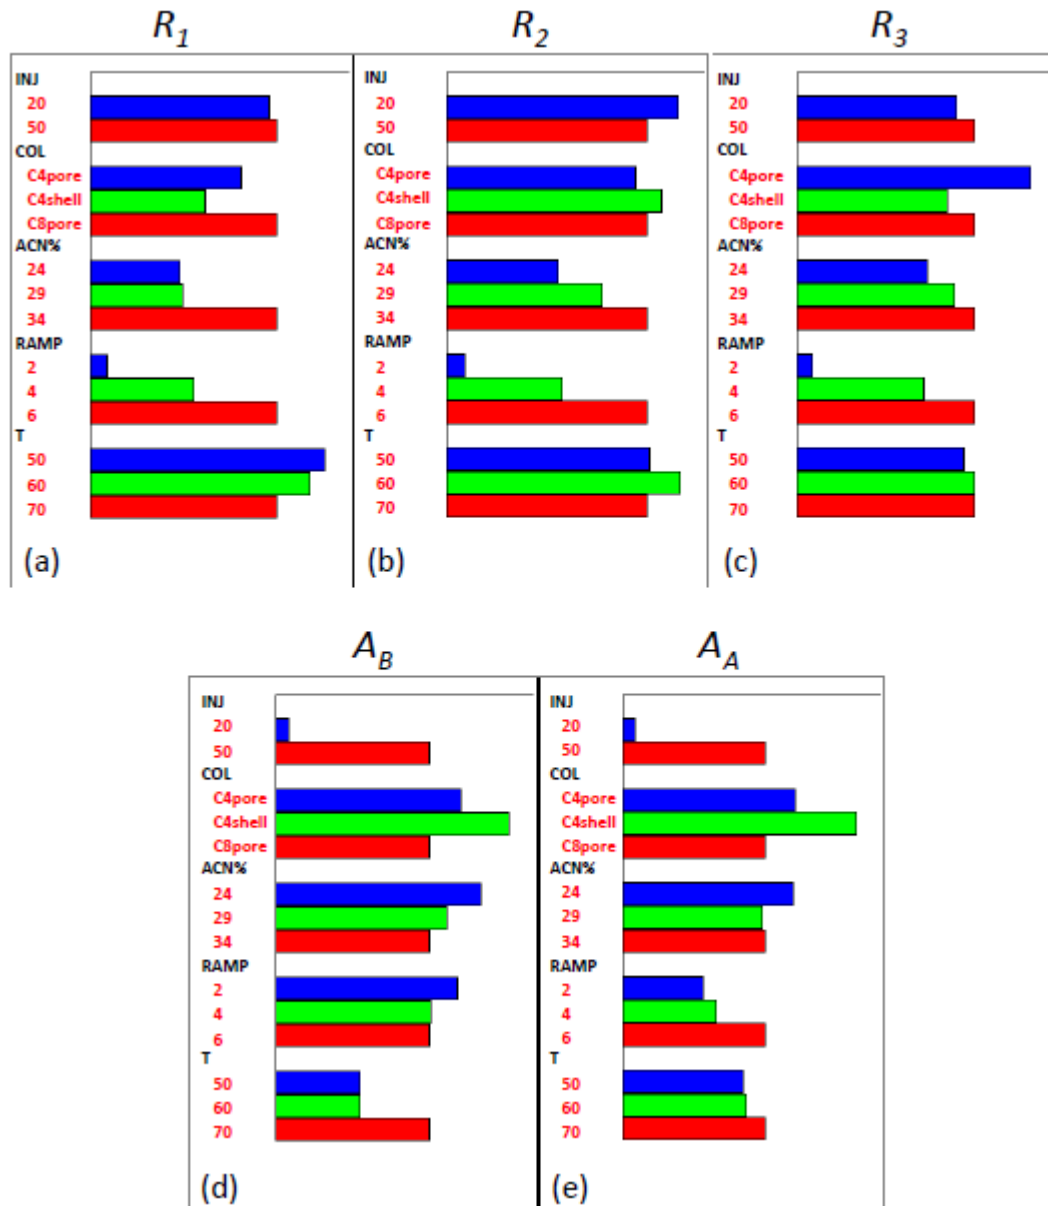 R1
INJ
20
50
COL
C4pore
C4shell
C8pore
ACN%
24
29
34
RAMP
2
4
6
T
50
60
70
(a)
R2
INJ
20
50
COL
C4pore
C4shell
C8pore
ACN%
24
29
34
RAMP
2
4
6
T
50
60
70
(b)
R3
INJ
20
50
COL
C4pore
C4shell
C8pore
ACN%
24
29
34
RAMP
2
4
6
T
50
60
70
(c)
AB
INJ
20
50
COL
C4pore
C4shell
C8pore
ACN%
24
29
34
RAMP
2
4
6
T
50
60
70
(d)
AA
INJ
20
50
COL
C4pore
C4shell
C8pore
ACN%
24
29
34
RAMP
2
4
6
T
50
60
70
(e)